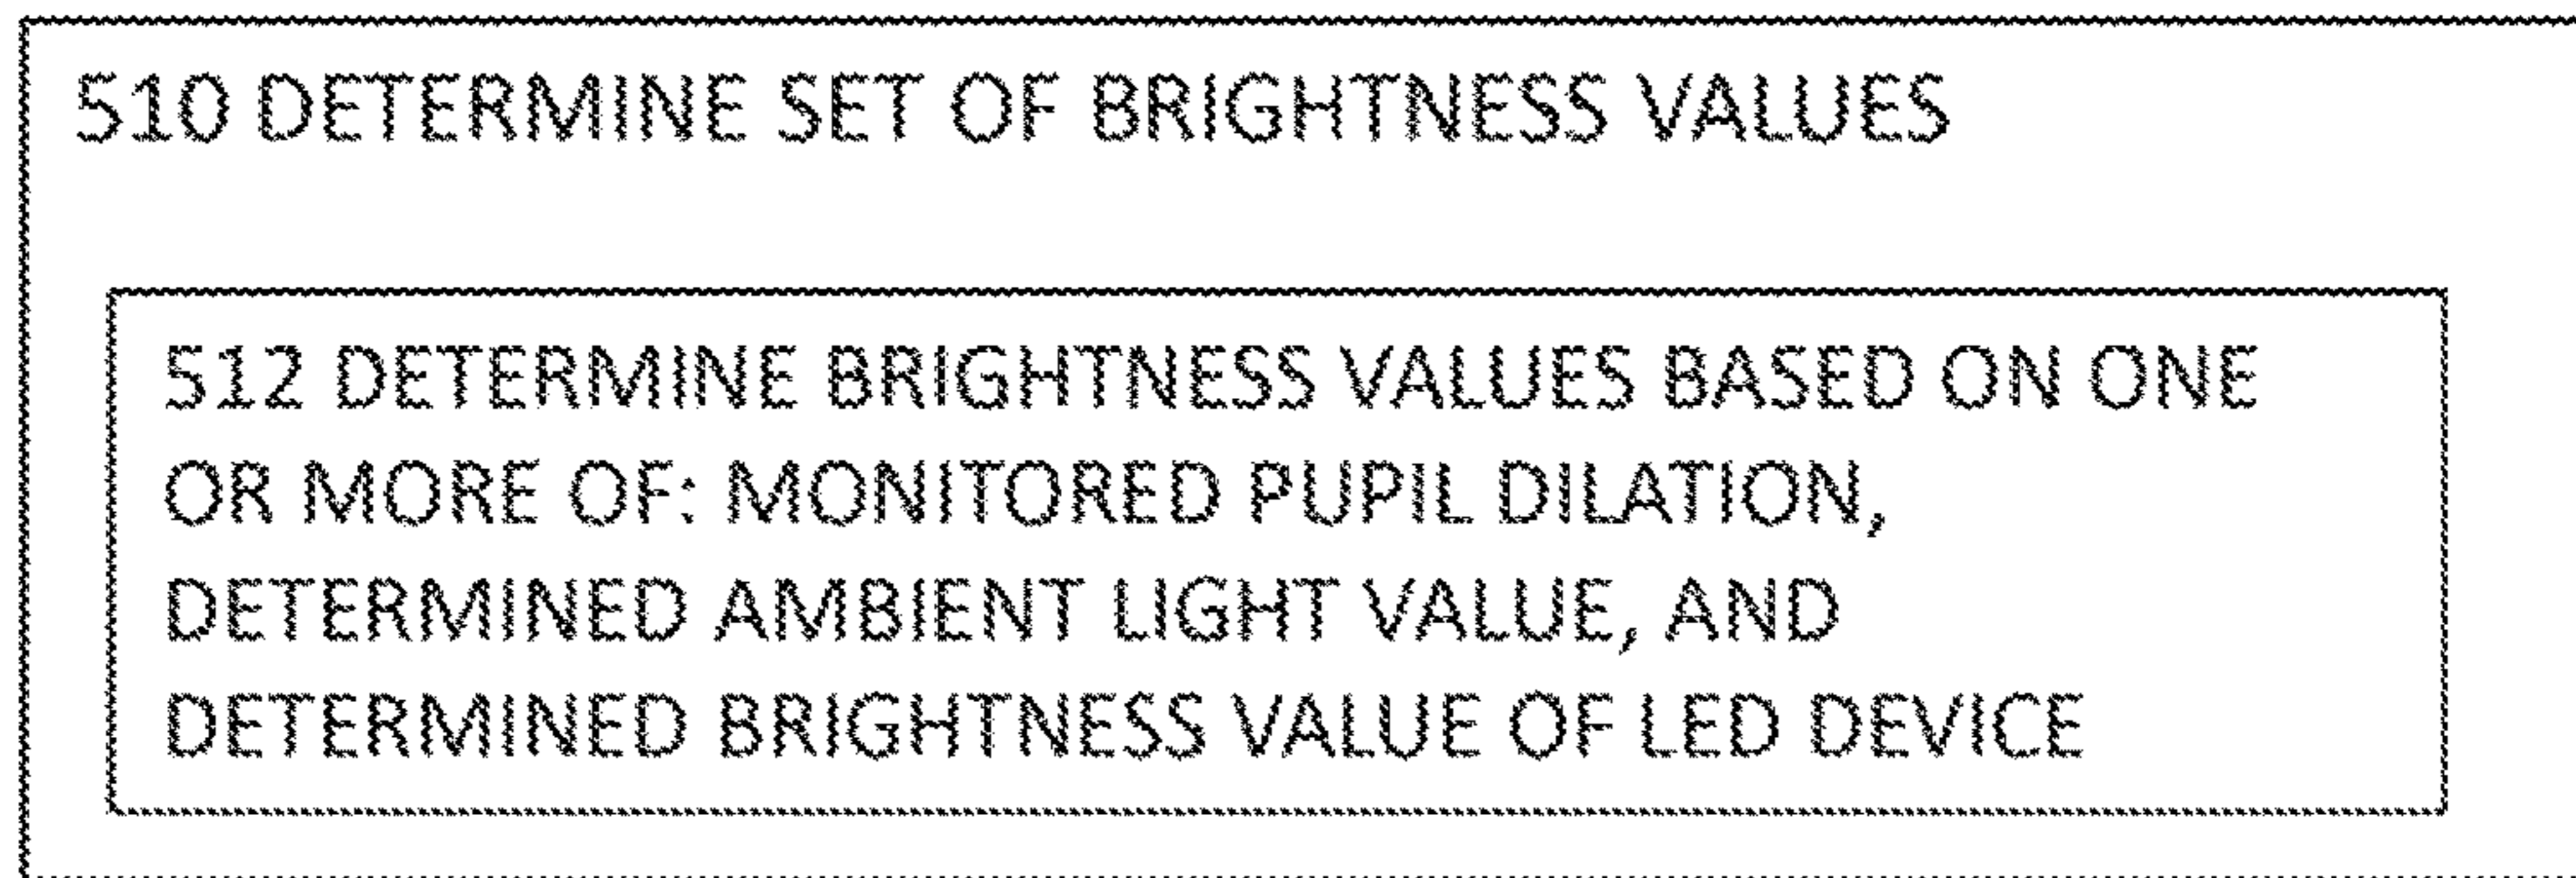 510 DETERMINE SET OF BRIGHTNESS VALUES
512 DETERMINE BRIGHTNESS VALUES BASED ON ONE
OR MORE OF: MONITORED PUPIL DILATION,
DETERMINED AMBIENT LIGHT VALUE, AND
DETERMINED BRIGHTNESS VALUE OF LED DEVICE